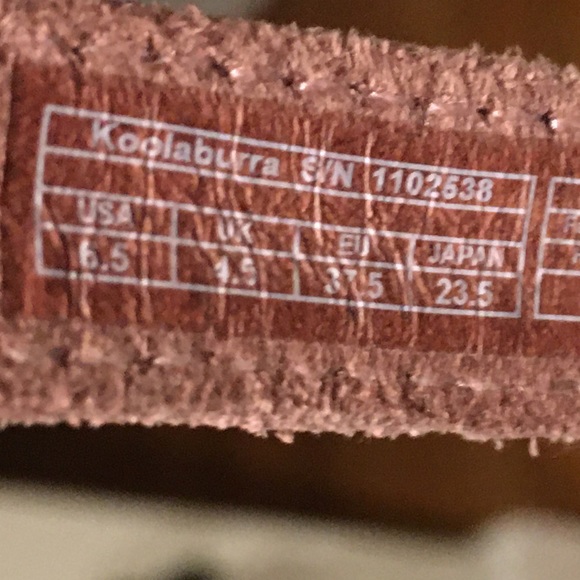 Koolaburra S/N 1102538
USA UK EU JAPAN
6.5 4.5 37.5 23.5